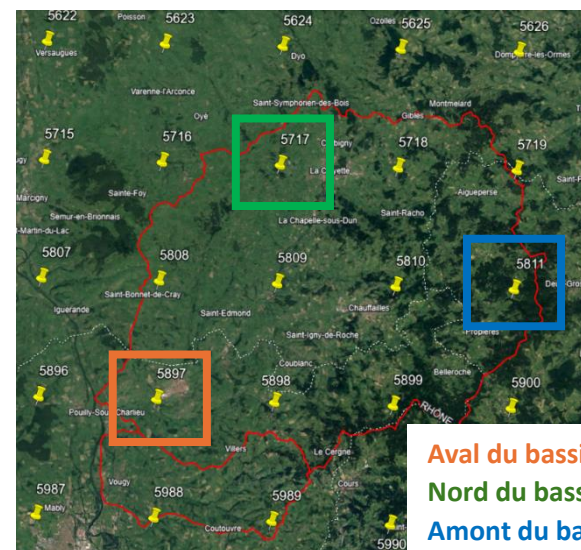 5622 Poisson 5623 5624 Ozolles 5625 5626
Versaugues Dyo Dompierre-les-Ormes
Varenne-l'Arconce Saint-Symphorien-des-Bois Montmelard
Oyé Gibles
5715 5716 5717 5718 5719
La Clayette
Marcigny Sainte-Foy Aigueperse
Semur-en-Brionnais La Chapelle-sous-Dun Saint-Racho
5807 5808 5809 5810 5811
Saint-Bonnet-de-Cray Chauffailles
Iguerande Saint-Edmond
Saint-Igny-de-Roche Propières
5896 5897 Coublanc Belleroche
5898 5899 5900
Pouilly-Sous-Charlieu RHÔNE
Villers Le Cergne
Vougy Cours
5987 5988 5989
Mably Coutouvre 5990
Aval du bassi
Nord du bass
Amont du ba